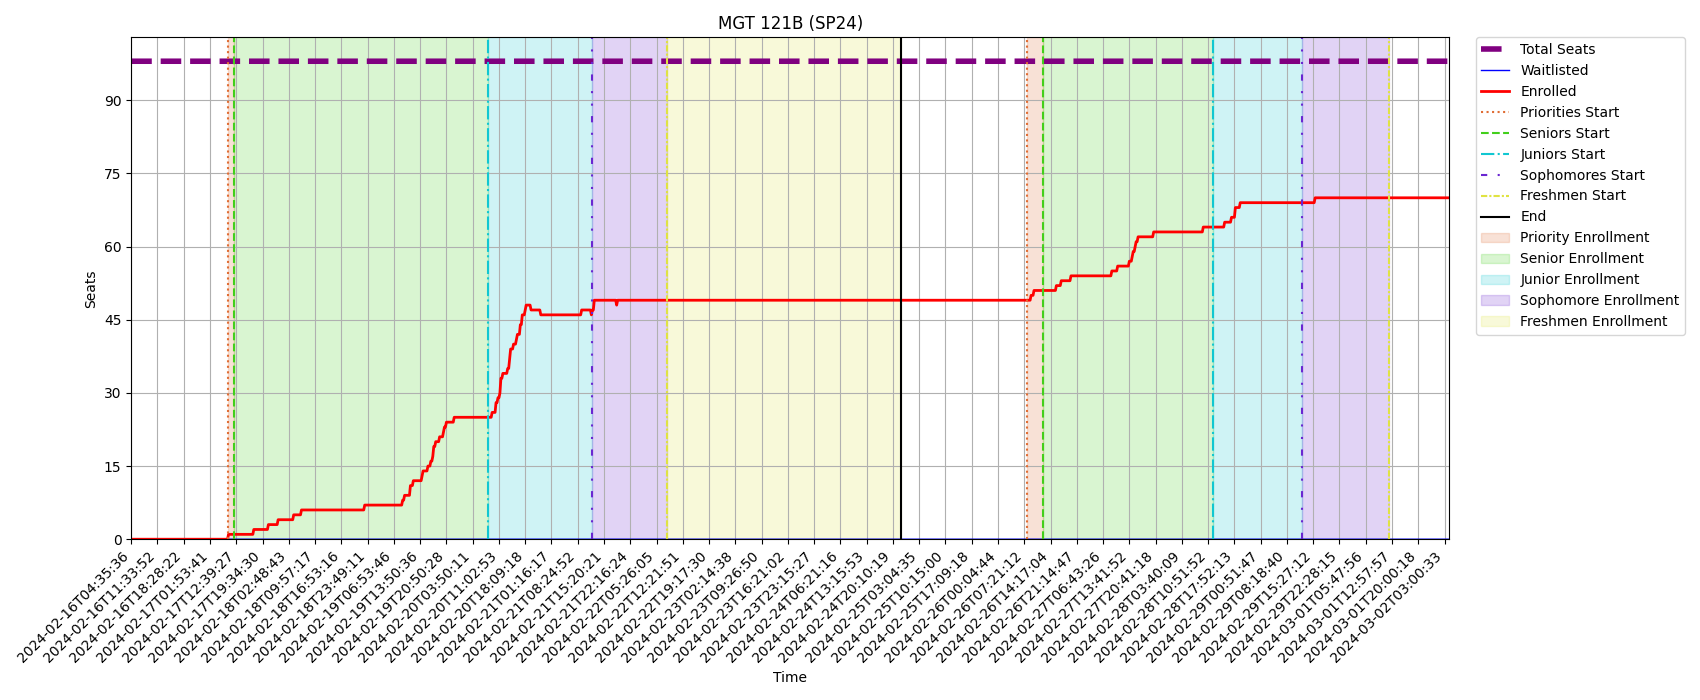 MGT 121B (SP24)
Total Seats
Waitlisted
Enrolled
Priorities Start
Seniors Start
Juniors Start
Sophomores Start
Freshmen Start
End
Priority Enrollment
Senior Enrollment
Junior Enrollment
Sophomore Enrollment
Freshmen Enrollment
Seats
90
75
60
45
30
15
0
2024-02-16T04:35:36
2024-02-16T11:33:52
2024-02-16T18:28:22
2024-02-17T01:53:41
2024-02-17T12:39:27
2024-02-17T19:34:30
2024-02-18T02:48:43
2024-02-18T09:57:17
2024-02-18T16:53:16
2024-02-18T23:49:11
2024-02-19T06:53:46
2024-02-19T13:50:36
2024-02-19T20:50:28
2024-02-20T03:50:11
2024-02-20T11:02:53
2024-02-20T18:09:18
2024-02-21T01:16:17
2024-02-21T08:24:52
2024-02-21T15:20:21
2024-02-21T22:16:24
2024-02-22T05:26:05
2024-02-22T12:21:51
2024-02-22T19:17:30
2024-02-23T02:14:38
2024-02-23T09:26:50
2024-02-23T16:21:02
2024-02-23T23:15:27
2024-02-24T06:21:16
2024-02-24T13:15:53
2024-02-24T20:10:19
2024-02-25T03:04:35
2024-02-25T10:15:00
2024-02-25T17:09:18
2024-02-26T00:04:44
2024-02-26T07:21:12
2024-02-26T14:17:04
2024-02-26T21:14:47
2024-02-27T06:43:26
2024-02-27T13:41:52
2024-02-27T20:41:18
2024-02-28T03:40:09
2024-02-28T10:51:52
2024-02-28T17:52:13
2024-02-29T00:51:47
2024-02-29T08:18:40
2024-02-29T15:27:12
2024-02-29T22:28:15
2024-03-01T05:47:56
2024-03-01T12:57:57
2024-03-01T20:00:18
2024-03-02T03:00:33
Time